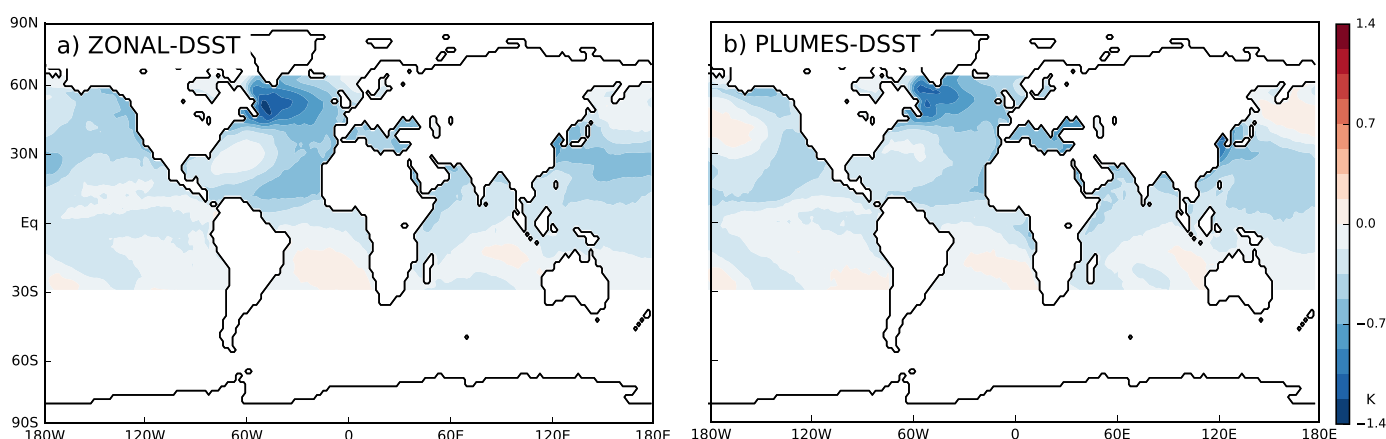 a) ZONAL-DSST
b) PLUMES-DSST
90N
60N
30N
Eq
30S
60S
90S
180W 120W 60W 0 60E 120E 180E
180W 120W 60W 0 60E 120E 180E
1.4
0.7
0.0
−0.7
K
−1.4